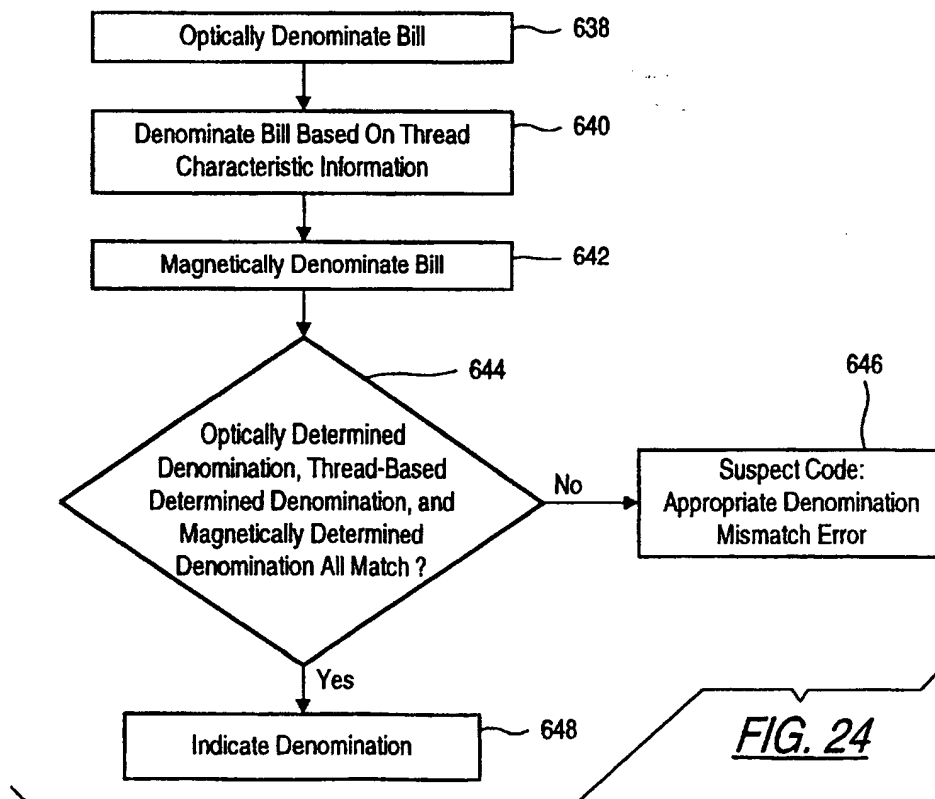 Optically Denominate Bill
638
Denominate Bill Based On Thread
Characteristic Information
640
Magnetically Denominate Bill
642
644
Optically Determined
Denomination, Thread-Based
Determined Denomination, and
Magnetically Determined
Denomination All Match ?
No
646
Suspect Code:
Appropriate Denomination
Mismatch Error
Yes
Indicate Denomination
648
FIG. 24